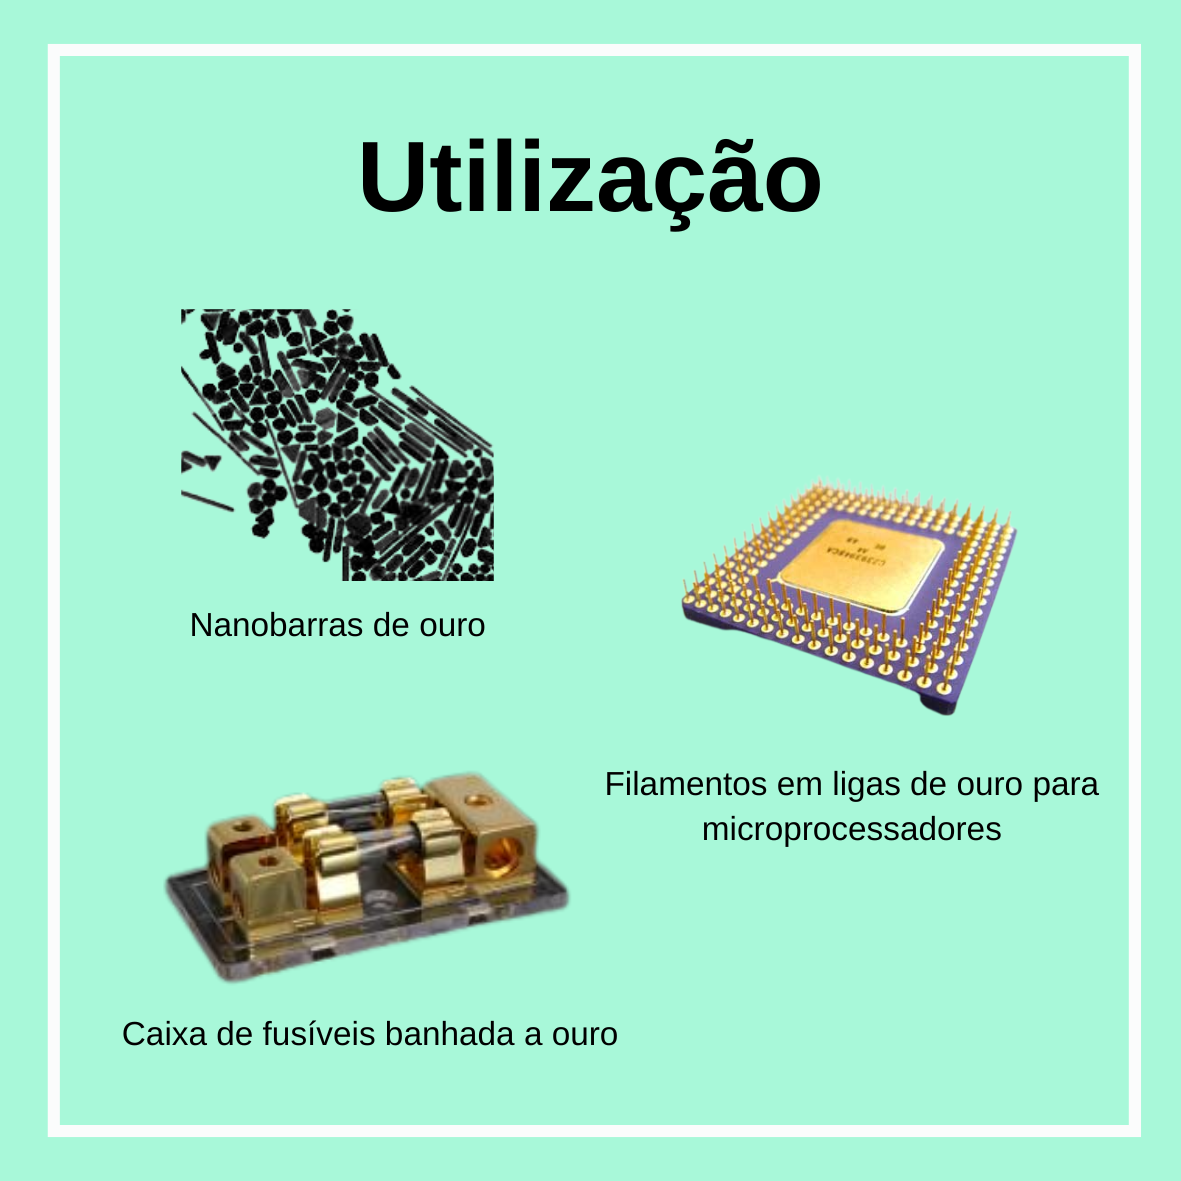 Utilização
Nanobarras de ouro
Filamentos em ligas de ouro para
microprocessadores
Caixa de fusíveis banhada a ouro